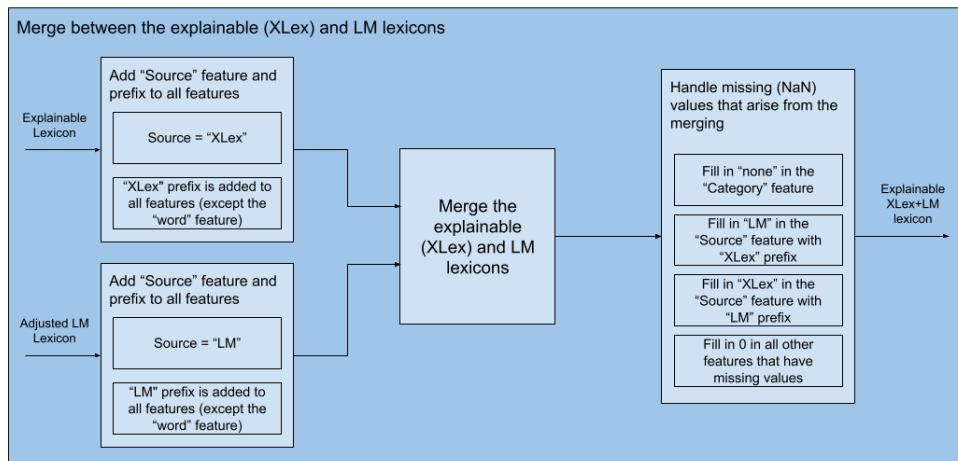 Merge between the explainable (XLex) and LM lexicons
Explainable
Lexicon
Add “Source” feature and
prefix to all features
Source = “XLex”
“XLex” prefix is added to
all features (except the
“word” feature)
Adjusted LM
Lexicon
Add “Source” feature and
prefix to all features
Source = “LM”
“LM” prefix is added to
all features (except the
“word” feature)
Merge the
explainable
(XLex) and LM
lexicons
Handle missing (NaN)
values that arise from the
merging
Fill in “none” in the
“Category” feature
Fill in “LM” in the
“Source” feature with
“XLex” prefix
Fill in “XLex” in the
“Source” feature with
“LM” prefix
Fill in 0 in all other
features that have
missing values
Explainable
XLex+LM
lexicon